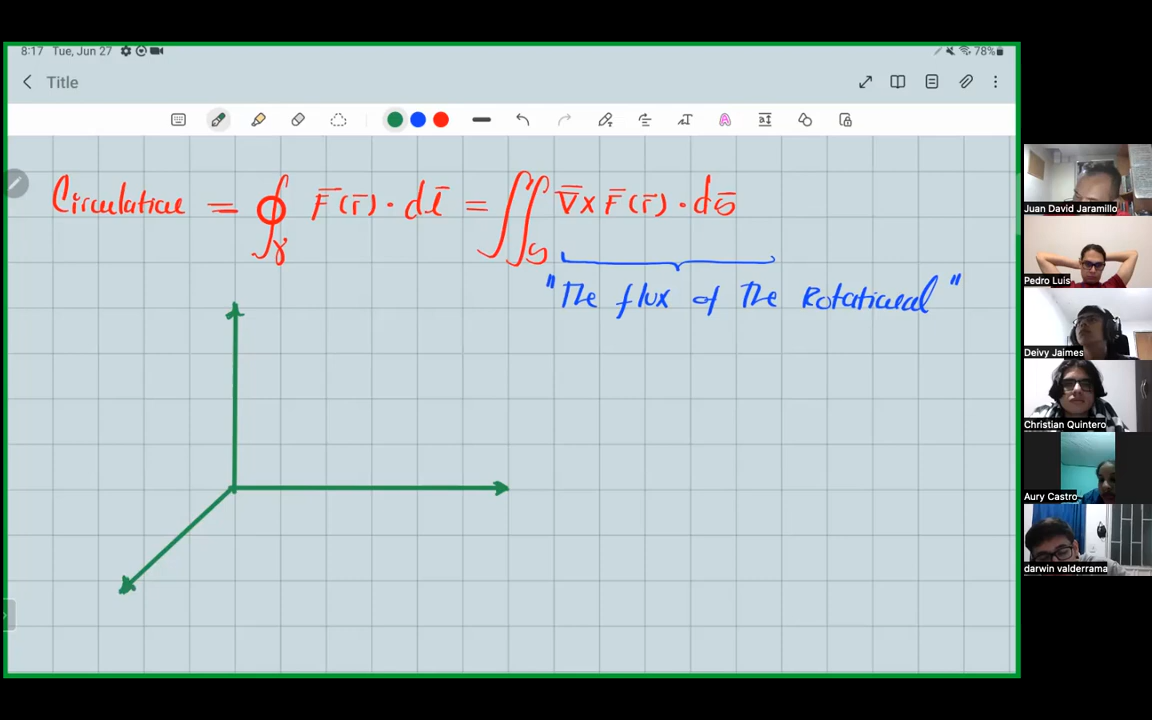 8:17 Tue, Jun 27
78%
Title
Circulation = ∮γ F̄(r̄) · dl̄ = ∬S ∇̄ x F̄(r̄) · dσ̄
"The flux of The Rotational"
Juan David Jaramillo
Pedro Luis
Deivy Jaimes
Christian Quintero
Aury Castro
darwin valderrama